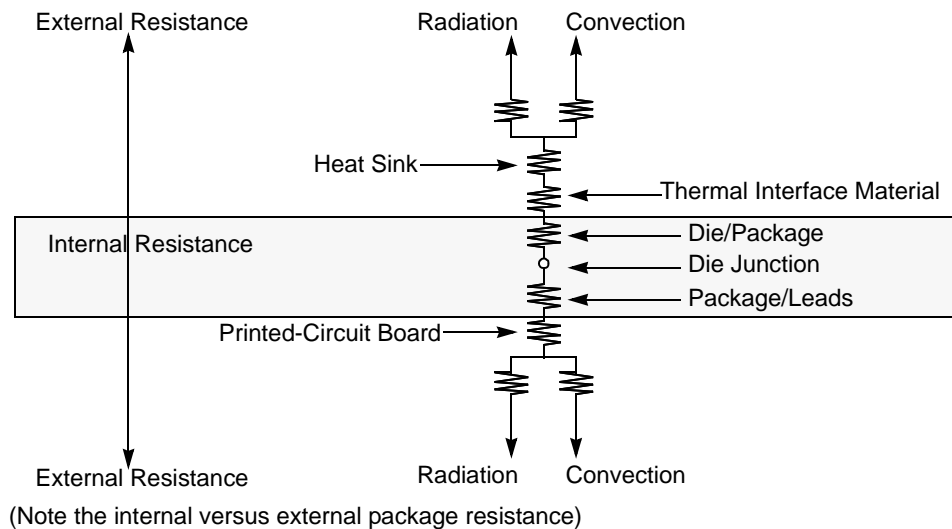 External Resistance
Radiation
Convection
Heat Sink
Thermal Interface Material
Internal Resistance
Die/Package
Die Junction
Package/Leads
Printed-Circuit Board
External Resistance
Radiation
Convection
(Note the internal versus external package resistance)